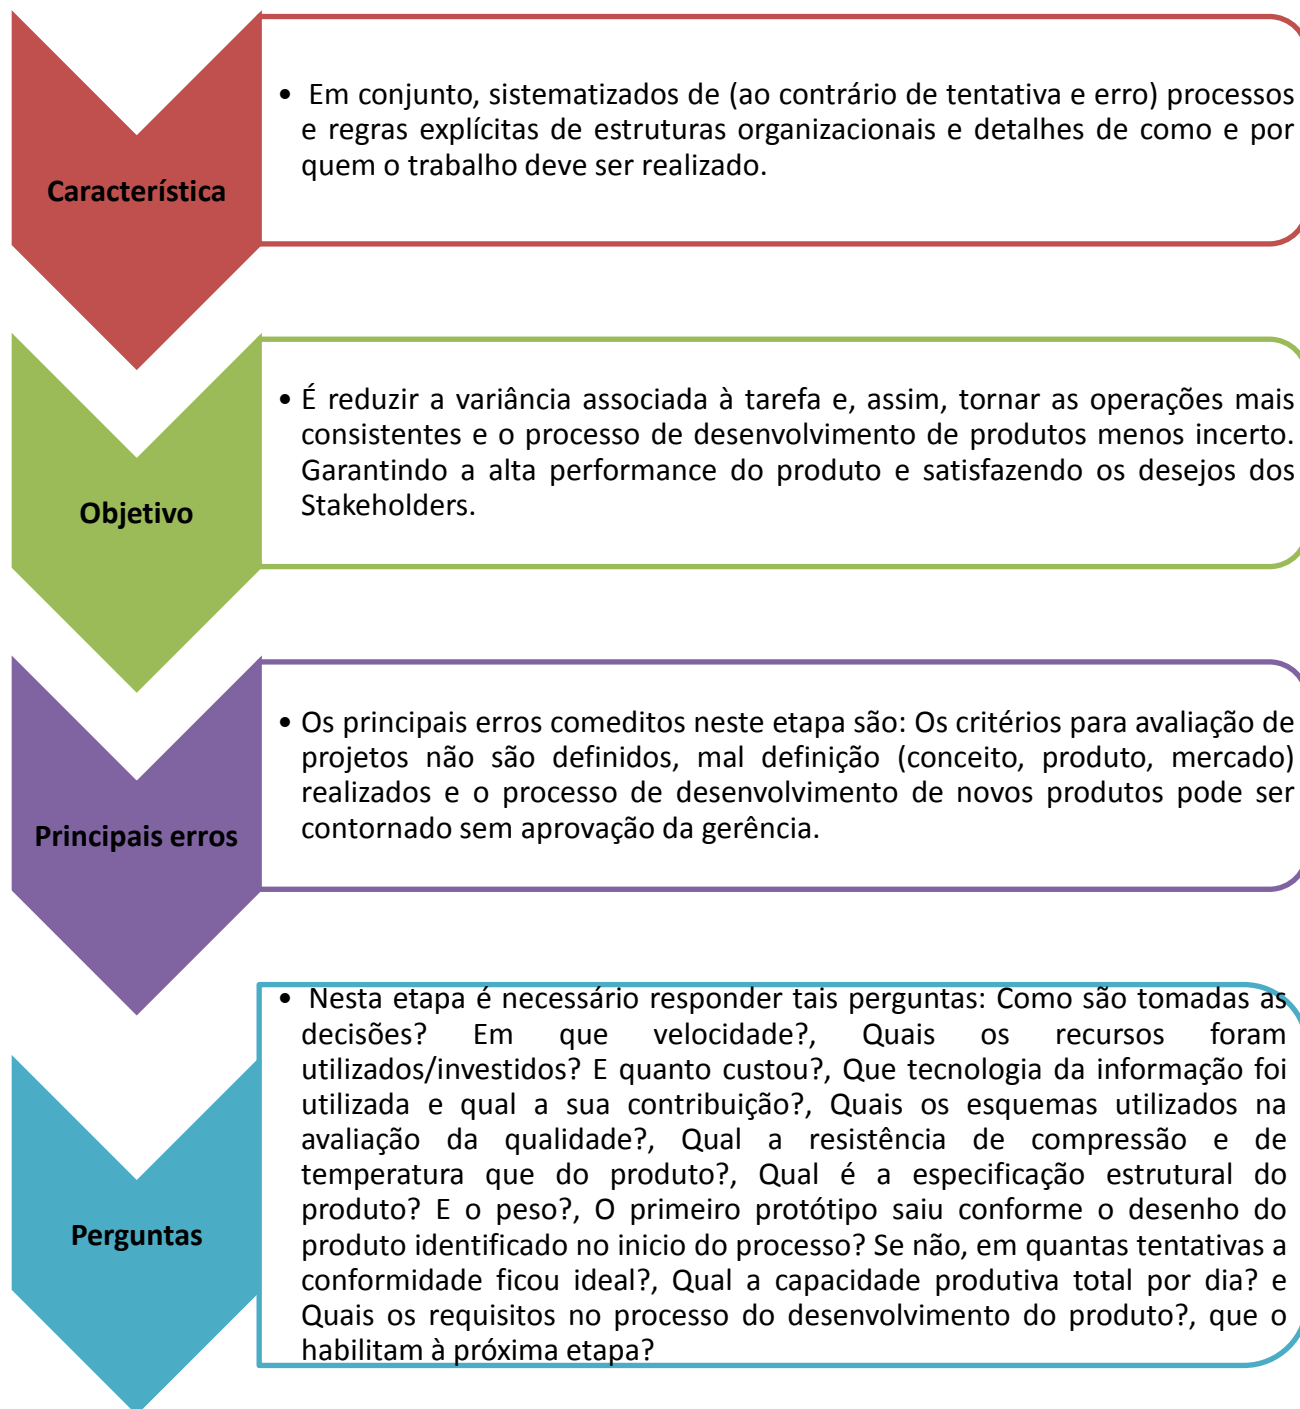 Característica
• Em conjunto, sistematizados de (ao contrário de tentativa e erro) processos
e regras explícitas de estruturas organizacionais e detalhes de como e por
quem o trabalho deve ser realizado.
Objetivo
• É reduzir a variância associada à tarefa e, assim, tornar as operações mais
consistentes e o processo de desenvolvimento de produtos menos incerto.
Garantindo a alta performance do produto e satisfazendo os desejos dos
Stakeholders.
Principais erros
• Os principais erros comeditos neste etapa são: Os critérios para avaliação de
projetos não são definidos, mal definição (conceito, produto, mercado)
realizados e o processo de desenvolvimento de novos produtos pode ser
contornado sem aprovação da gerência.
Perguntas
• Nesta etapa é necessário responder tais perguntas: Como são tomadas as
decisões? Em que velocidade?, Quais os recursos foram
utilizados/investidos? E quanto custou?, Que tecnologia da informação foi
utilizada e qual a sua contribuição?, Quais os esquemas utilizados na
avaliação da qualidade?, Qual a resistência de compressão e de
temperatura que do produto?, Qual é a especificação estrutural do
produto? E o peso?, O primeiro protótipo saiu conforme o desenho do
produto identificado no inicio do processo? Se não, em quantas tentativas a
conformidade ficou ideal?, Qual a capacidade produtiva total por dia? e
Quais os requisitos no processo do desenvolvimento do produto?, que o
habilitam à próxima etapa?